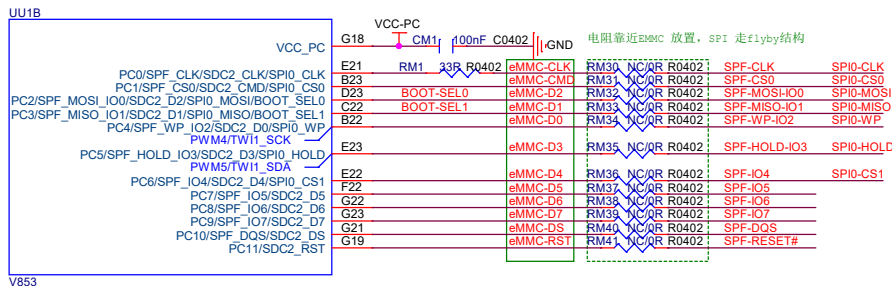 UU1B
VCC-PC
G18 CM1 100nF C0402 GND
VCC_PC
电阻靠近EMMC 放置，SPI 走flyby结构
PC0/SPF_CLK/SDC2_CLK/SPI0_CLK E21 RM1 33R R0402 eMMC-CLK RM30 NC/0R R0402 SPF-CLK SPI0-CLK
PC1/SPF_CS0/SDC2_CMD/SPI0_CS0 B23 eMMC-CMD RM31 NC/0R R0402 SPF-CS0 SPI0-CS0
PC2/SPF_MOSI_IO0/SDC2_D2/SPI0_MOSI/BOOT_SEL0 D23 BOOT-SEL0 eMMC-D2 RM32 NC/0R R0402 SPF-MOSI-IO0 SPI0-MOSI
PC3/SPF_MISO_IO1/SDC2_D1/SPI0_MISO/BOOT_SEL1 C22 BOOT-SEL1 eMMC-D1 RM33 NC/0R R0402 SPF-MISO-IO1 SPI0-MISO
PC4/SPF_WP_IO2/SDC2_D0/SPI0_WP B22 eMMC-D0 RM34 NC/0R R0402 SPF-WP-IO2 SPI0-WP
PWM4/TWI1_SCK
PC5/SPF_HOLD_IO3/SDC2_D3/SPI0_HOLD E23 eMMC-D3 RM35 NC/0R R0402 SPF-HOLD-IO3 SPI0-HOLD
PWM5/TWI1_SDA
PC6/SPF_IO4/SDC2_D4/SPI0_CS1 E22 eMMC-D4 RM36 NC/0R R0402 SPF-IO4 SPI0-CS1
PC7/SPF_IO5/SDC2_D5 F22 eMMC-D5 RM37 NC/0R R0402 SPF-IO5
PC8/SPF_IO6/SDC2_D6 G22 eMMC-D6 RM38 NC/0R R0402 SPF-IO6
PC9/SPF_IO7/SDC2_D7 G23 eMMC-D7 RM39 NC/0R R0402 SPF-IO7
PC10/SPF_DQS/SDC2_DS G21 eMMC-DS RM40 NC/0R R0402 SPF-DQS
PC11/SDC2_RST G19 eMMC-RST RM41 NC/0R R0402 SPF-RESET#
V853